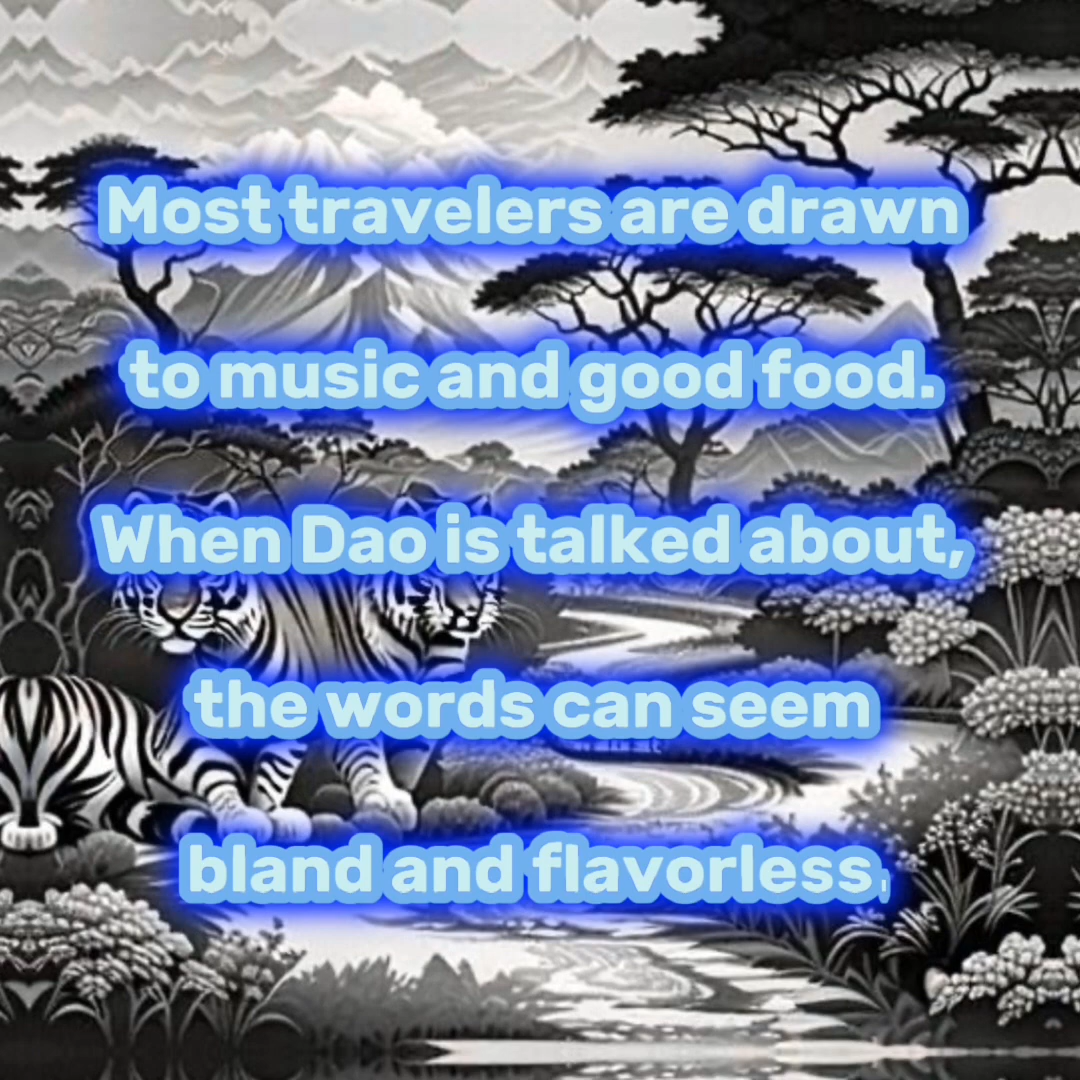 Most travelers are drawn
to music and good food.
When Dao is talked about,
the words can seem
bland and flavorless.